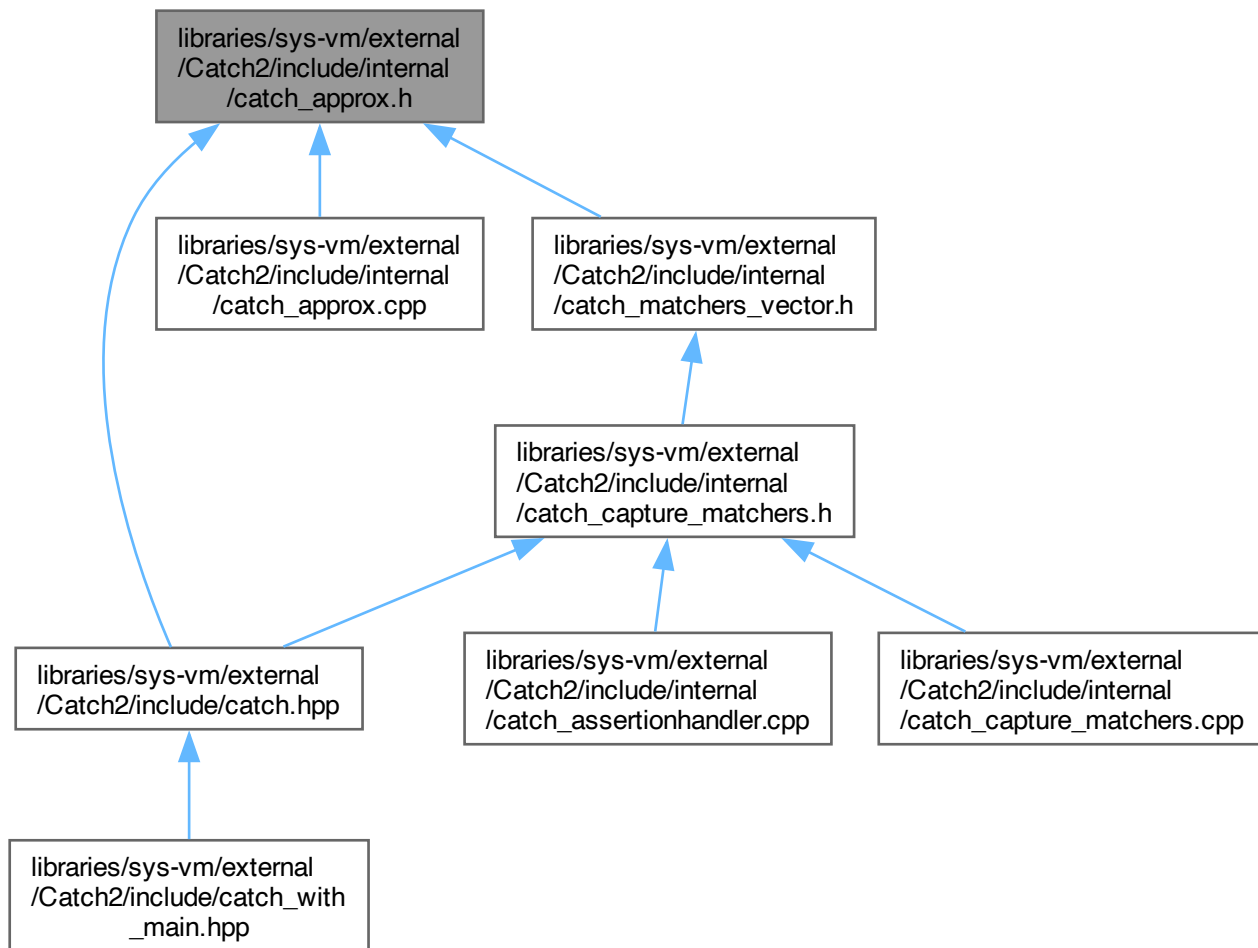 libraries/sys-vm/external
/Catch2/include/internal
/catch_approx.h
libraries/sys-vm/external
/Catch2/include/internal
/catch_approx.cpp
libraries/sys-vm/external
/Catch2/include/internal
/catch_matchers_vector.h
libraries/sys-vm/external
/Catch2/include/internal
/catch_capture_matchers.h
libraries/sys-vm/external
/Catch2/include/catch.hpp
libraries/sys-vm/external
/Catch2/include/internal
/catch_assertionhandler.cpp
libraries/sys-vm/external
/Catch2/include/internal
/catch_capture_matchers.cpp
libraries/sys-vm/external
/Catch2/include/catch_with
_main.hpp